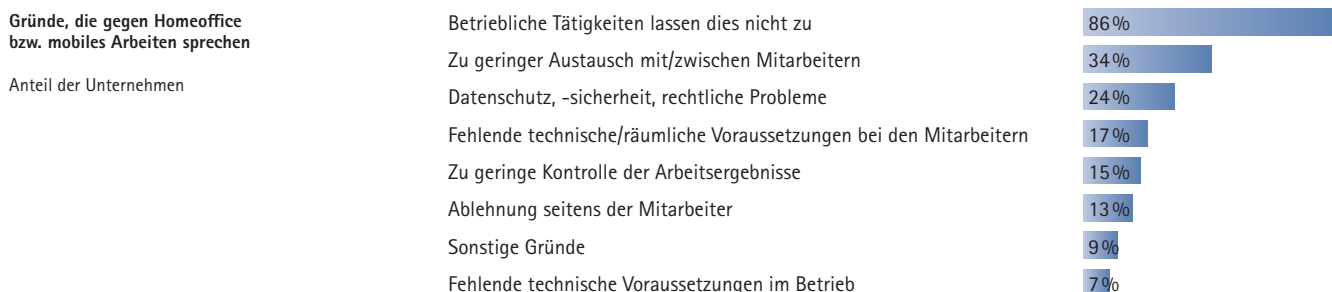 Gründe, die gegen Homeoffice
bzw. mobiles Arbeiten sprechen
Anteil der Unternehmen
Betriebliche Tätigkeiten lassen dies nicht zu 86%
Zu geringer Austausch mit/zwischen Mitarbeitern 34%
Datenschutz, -sicherheit, rechtliche Probleme 24%
Fehlende technische/räumliche Voraussetzungen bei den Mitarbeitern 17%
Zu geringe Kontrolle der Arbeitsergebnisse 15%
Ablehnung seitens der Mitarbeiter 13%
Sonstige Gründe 9%
Fehlende technische Voraussetzungen im Betrieb 7%